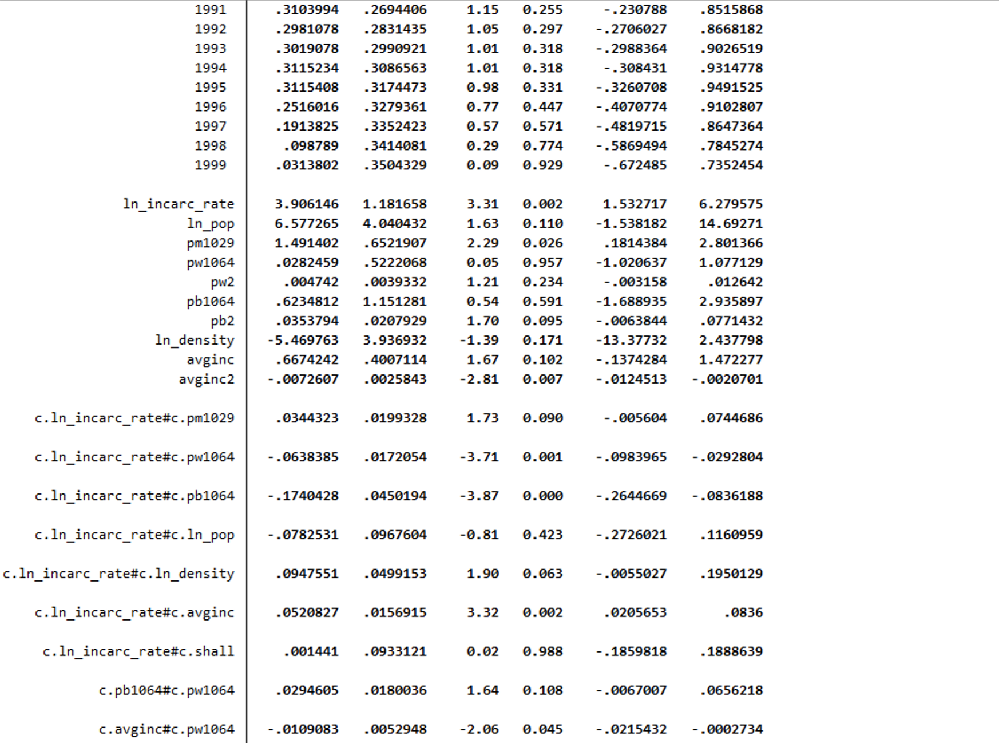 1991 .3103994 .2694406 1.15 0.255 -.230788 .8515868
1992 .2981078 .2831435 1.05 0.297 -.2706027 .8668182
1993 .3019078 .2990921 1.01 0.318 -.2988364 .9026519
1994 .3115234 .3086563 1.01 0.318 -.308431 .9314778
1995 .3115408 .3174473 0.98 0.331 -.3260708 .9491525
1996 .2516016 .3279361 0.77 0.447 -.4070774 .9102807
1997 .1913825 .3352423 0.57 0.571 -.4819715 .8647364
1998 .098789 .3414081 0.29 0.774 -.5869494 .7845274
1999 .0313802 .3504329 0.09 0.929 -.672485 .7352454
ln_incarc_rate 3.906146 1.181658 3.31 0.002 1.532717 6.279575
ln_pop 6.577265 4.040432 1.63 0.110 -1.538182 14.69271
pm1029 1.491402 .6521907 2.29 0.026 .1814384 2.801366
pw1064 .0282459 .5222068 0.05 0.957 -1.020637 1.077129
pw2 .004742 .0039332 1.21 0.234 -.003158 .012642
pb1064 .6234812 1.151281 0.54 0.591 -1.688935 2.935897
pb2 .0353794 .0207929 1.70 0.095 -.0063844 .0771432
ln_density -5.469763 3.936932 -1.39 0.171 -13.37732 2.437798
avginc .6674242 .4007114 1.67 0.102 -.1374284 1.472277
avginc2 -.0072607 .0025843 -2.81 0.007 -.0124513 -.0020701
c.ln_incarc_rate#c.pm1029 .0344323 .0199328 1.73 0.090 -.005604 .0744686
c.ln_incarc_rate#c.pw1064 -.0638385 .0172054 -3.71 0.001 -.0983965 -.0292804
c.ln_incarc_rate#c.pb1064 -.1740428 .0450194 -3.87 0.000 -.2644669 -.0836188
c.ln_incarc_rate#c.ln_pop -.0782531 .0967604 -0.81 0.423 -.2726021 .1160959
c.ln_incarc_rate#c.ln_density .0947551 .0499153 1.90 0.063 -.0055027 .1950129
c.ln_incarc_rate#c.avginc .0520827 .0156915 3.32 0.002 .0205653 .0836
c.ln_incarc_rate#c.shall .001441 .0933121 0.02 0.988 -.1859818 .1888639
c.pb1064#c.pw1064 .0294605 .0180036 1.64 0.108 -.0067007 .0656218
c.avginc#c.pw1064 -.0109083 .0052948 -2.06 0.045 -.0215432 -.0002734